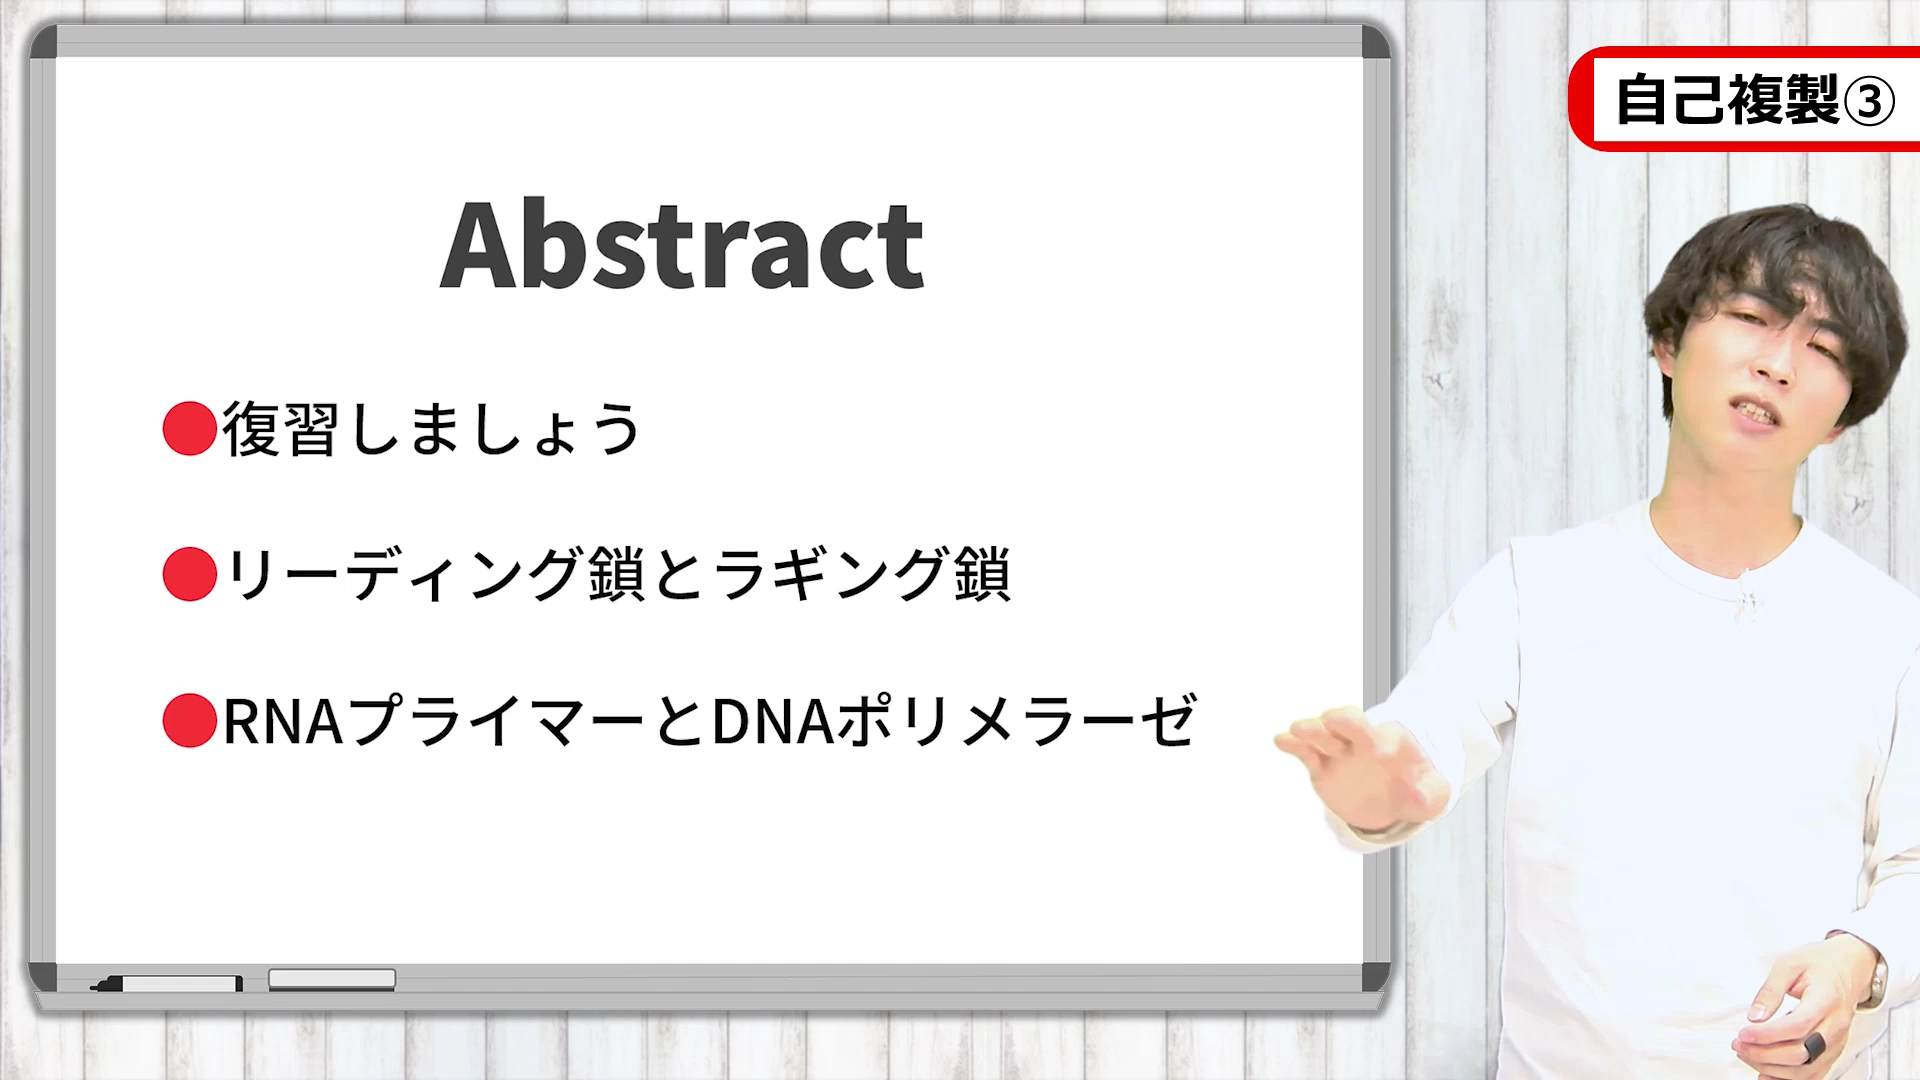 自己複製③
Abstract
●復習しましょう
●リーディング鎖とラギング鎖
●RNAプライマーとDNAポリメラーゼ